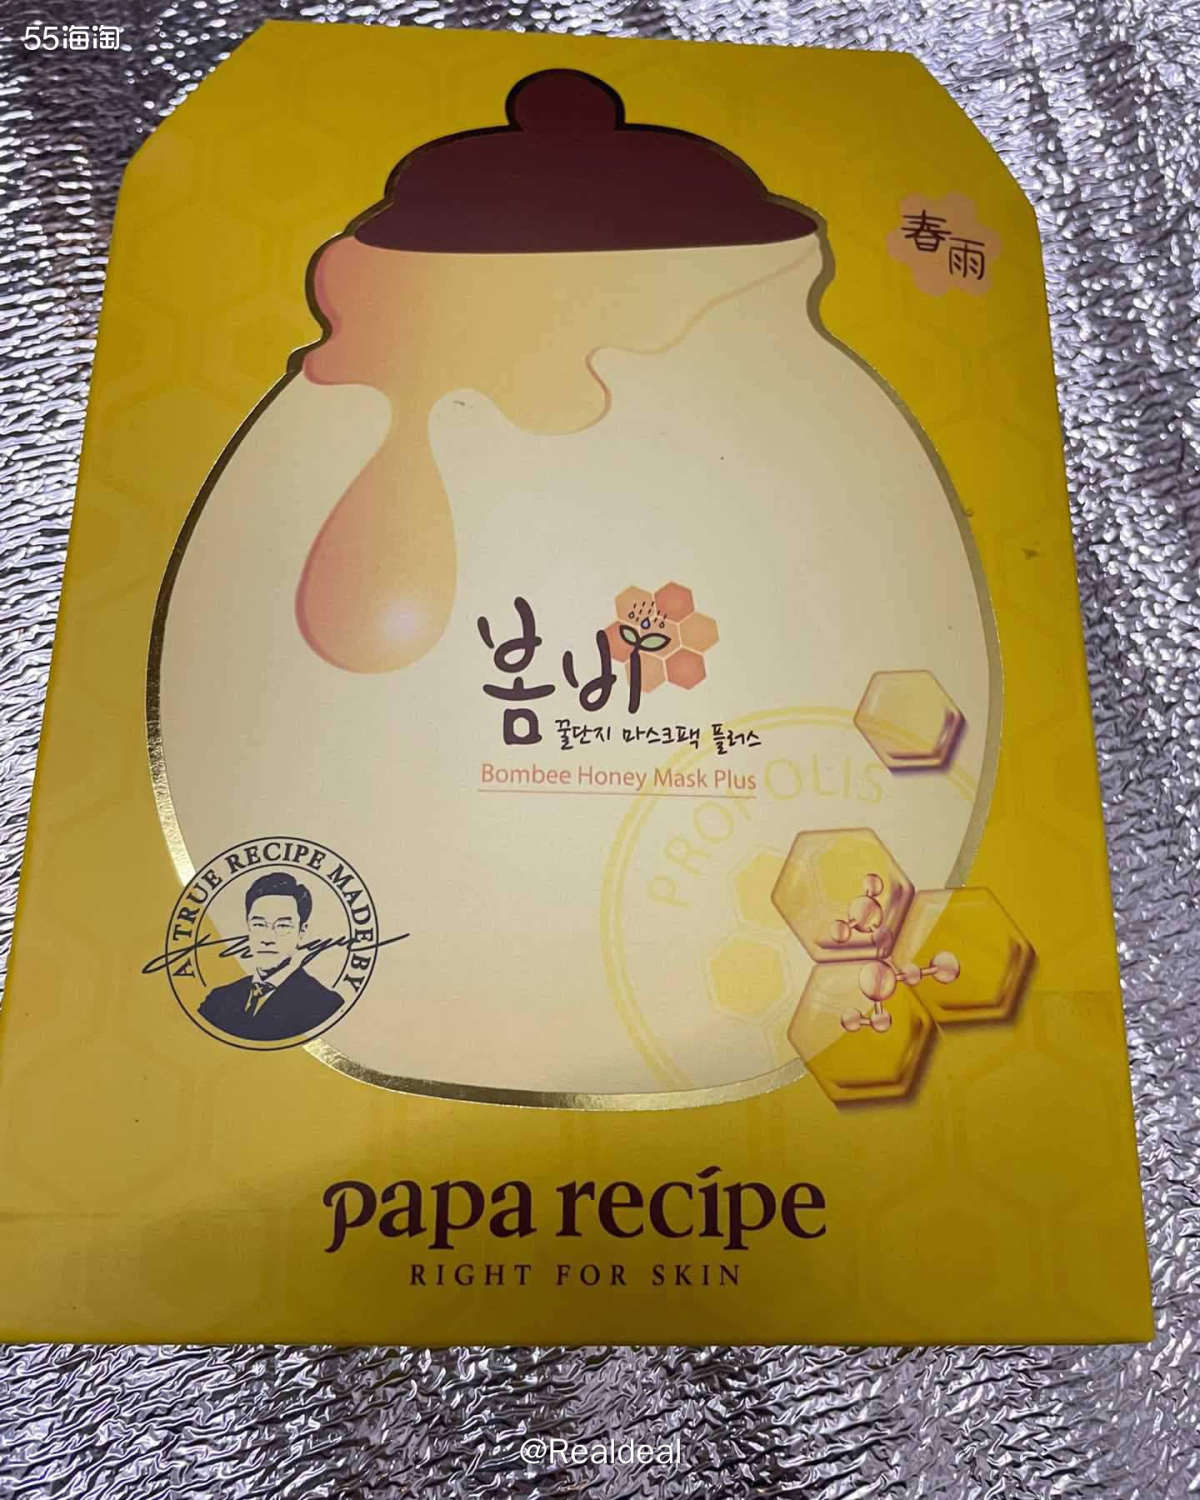 55海淘
春雨
봄비
꿀단지 마스크팩 플러스
Bombee Honey Mask Plus
PROPOLIS
A TRUE RECIPE MADE BY
papa recipe
RIGHT FOR SKIN
@Realdeal